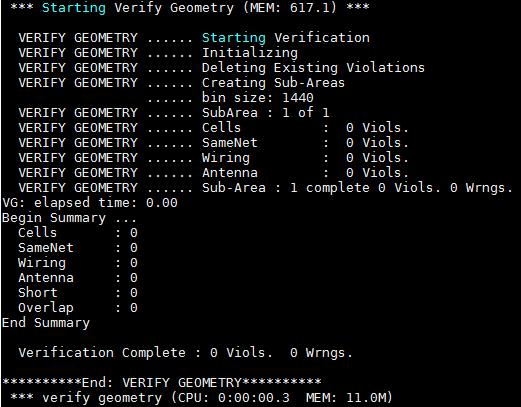 *** Starting Verify Geometry (MEM: 617.1) ***
VERIFY GEOMETRY ...... Starting Verification
VERIFY GEOMETRY ...... Initializing
VERIFY GEOMETRY ...... Deleting Existing Violations
VERIFY GEOMETRY ...... Creating Sub-Areas
...... bin size: 1440
VERIFY GEOMETRY ...... SubArea : 1 of 1
VERIFY GEOMETRY ...... Cells          :  0 Viols.
VERIFY GEOMETRY ...... SameNet        :  0 Viols.
VERIFY GEOMETRY ...... Wiring         :  0 Viols.
VERIFY GEOMETRY ...... Antenna        :  0 Viols.
VERIFY GEOMETRY ...... Sub-Area : 1 complete 0 Viols. 0 Wrngs.
VG: elapsed time: 0.00
Begin Summary ...
Cells       : 0
SameNet     : 0
Wiring      : 0
Antenna     : 0
Short       : 0
Overlap     : 0
End Summary
Verification Complete : 0 Viols.  0 Wrngs.
**********End: VERIFY GEOMETRY**********
*** verify geometry (CPU: 0:00:00.3  MEM: 11.0M)